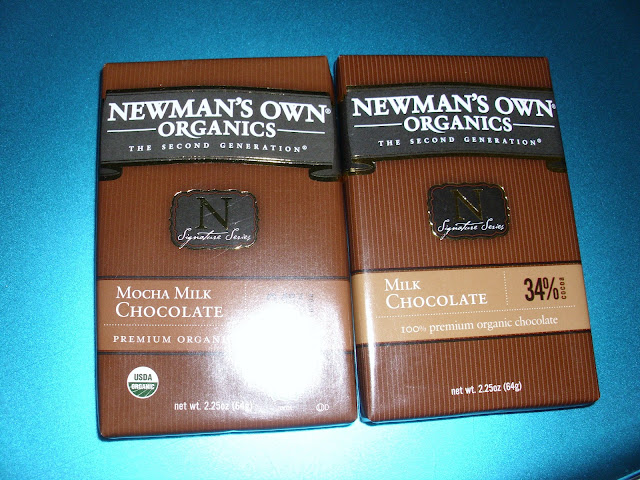 NEWMAN'S OWN®
ORGANICS
THE SECOND GENERATION®
N
Signature Series
MOCHA MILK
CHOCOLATE
PREMIUM ORGANI
USDA
ORGANIC
net wt. 2.25oz (64g)
NEWMAN'S OWN®
ORGANICS
THE SECOND GENERATION®
N
Signature Series
MILK
CHOCOLATE
34% COCOA
100% premium organic chocolate
net wt. 2.25oz (64g)